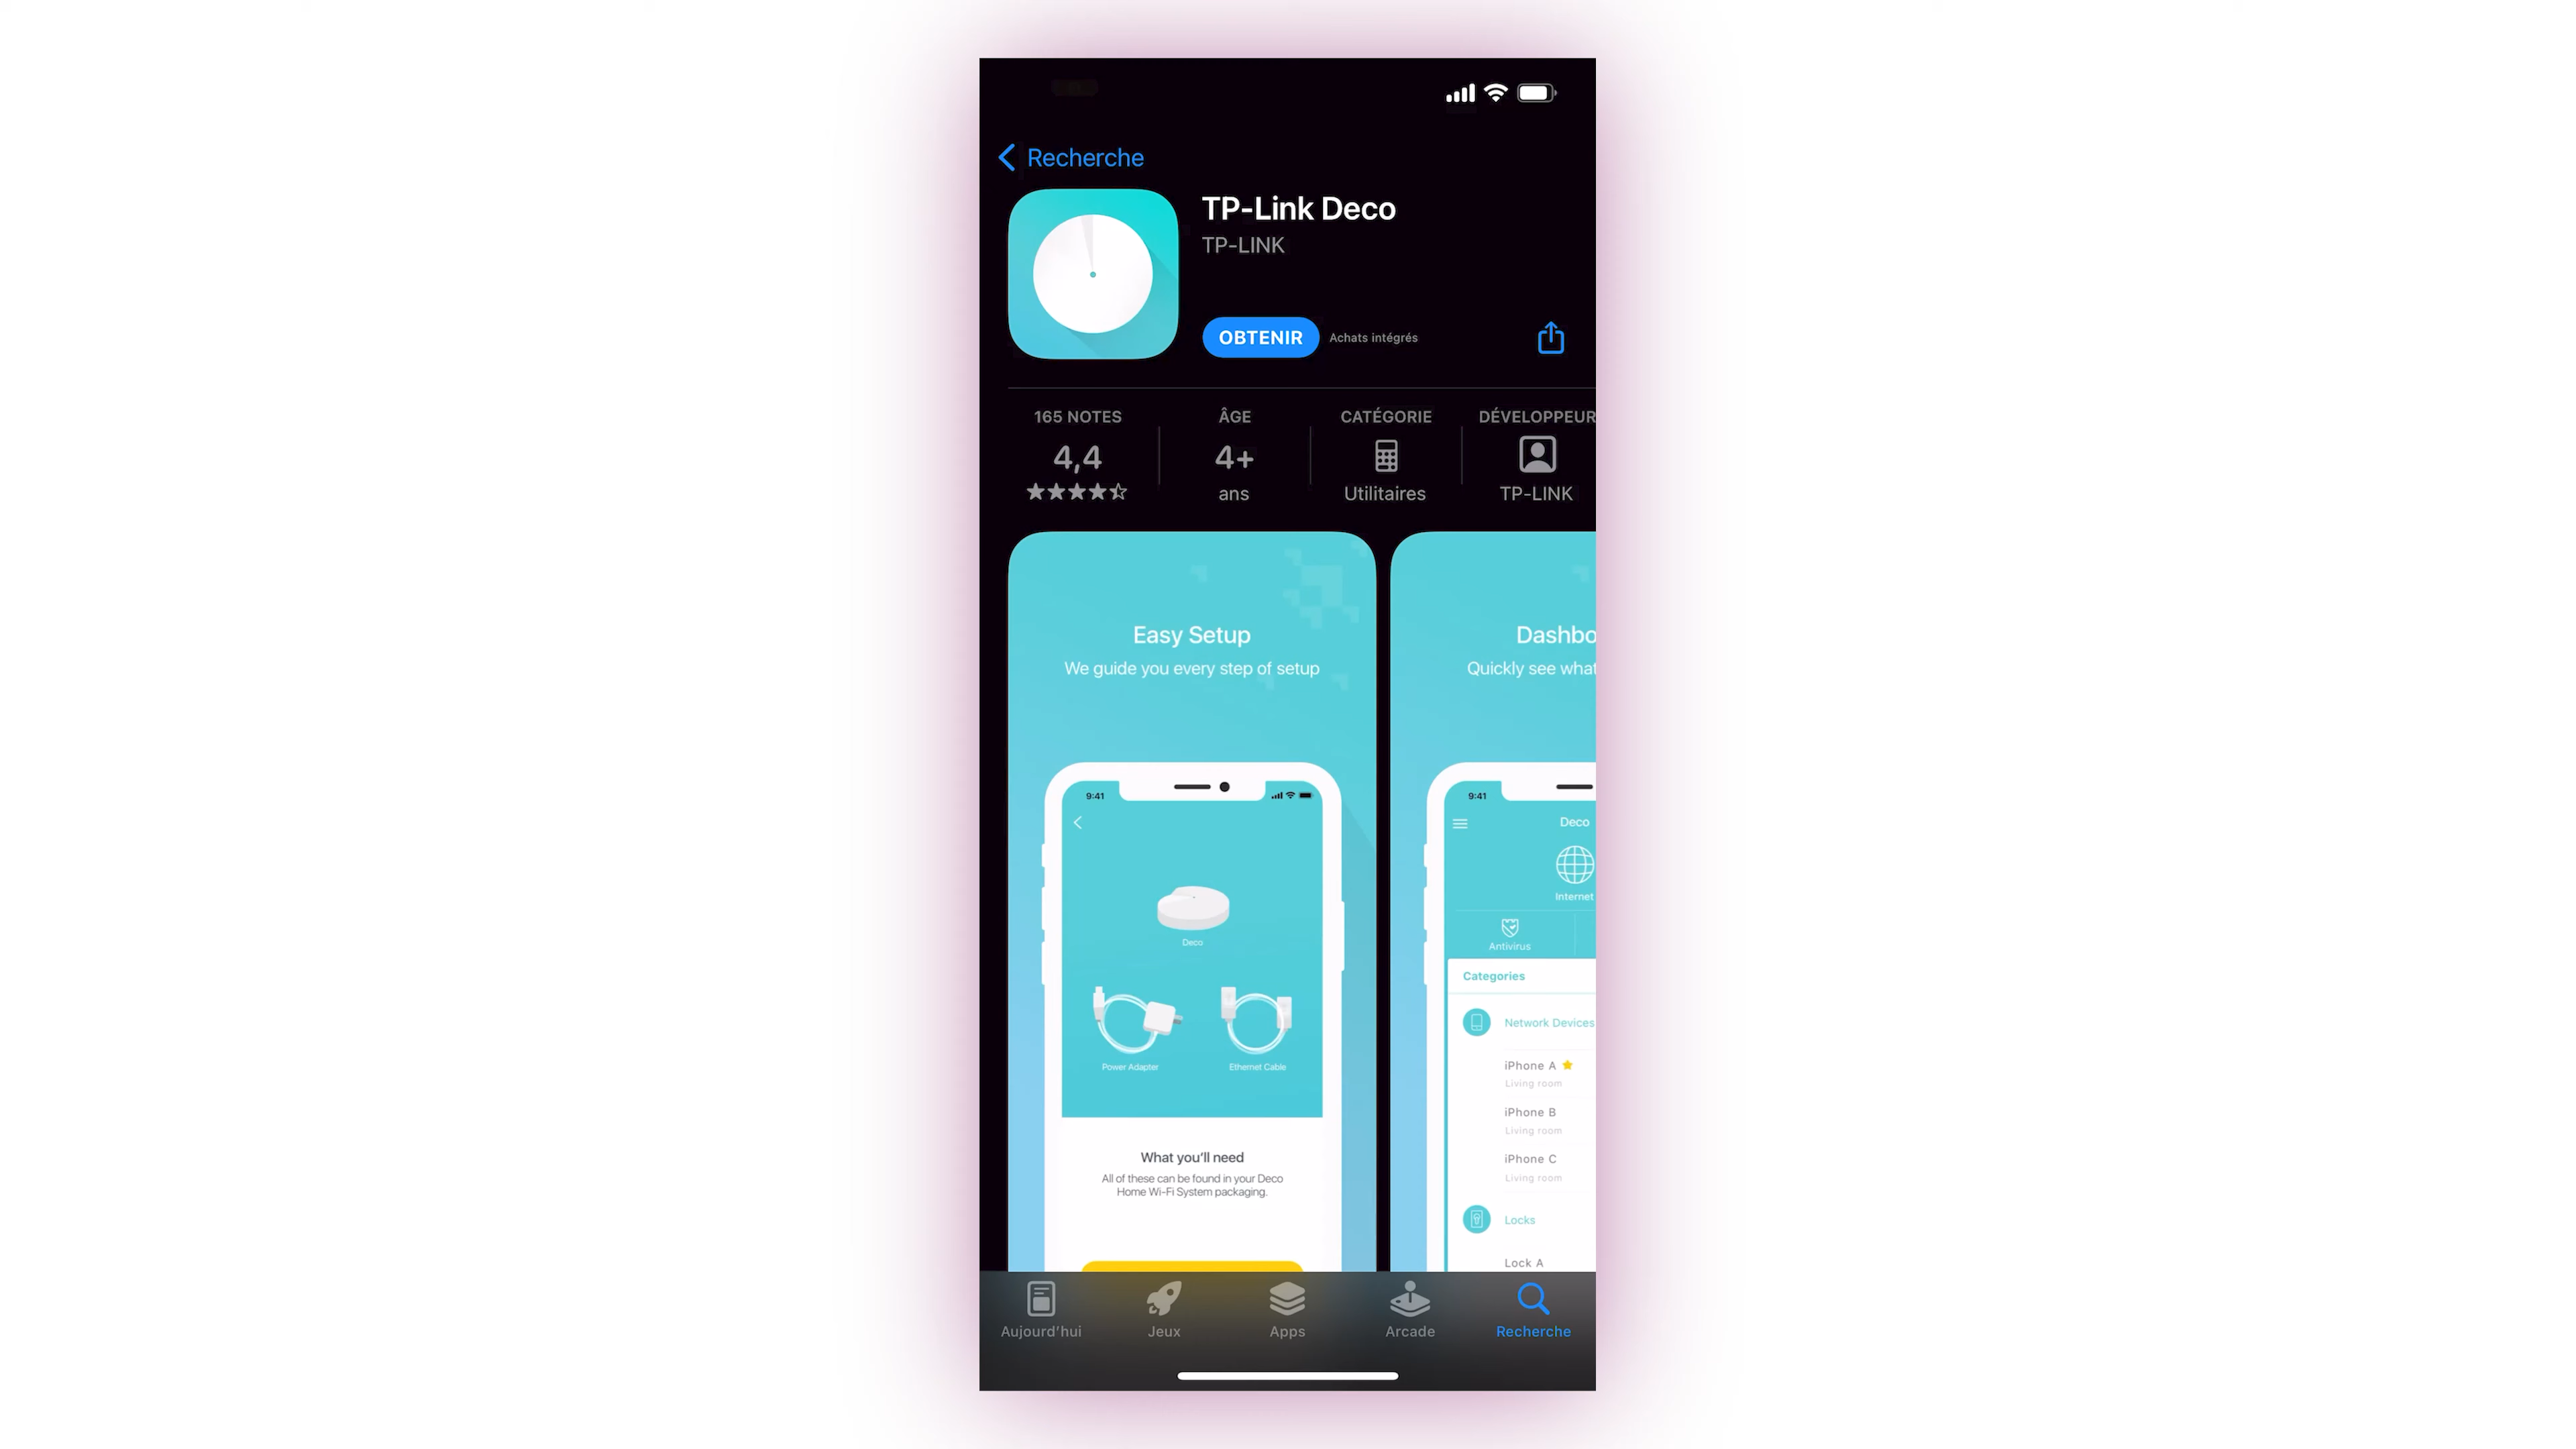 Recherche
TP-Link Deco
TP-LINK
OBTENIR
Achats intégrés
165 NOTES
4,4
ÂGE
4+
ans
CATÉGORIE
Utilitaires
DÉVELOPPEUR
TP-LINK
Easy Setup
We guide you every step of setup
9:41
Deco
Power Adapter
Ethernet Cable
What you'll need
All of these can be found in your Deco
Home Wi-Fi System packaging.
Dashbo
Quickly see what
9:41
Deco
Internet
Antivirus
Categories
Network Devices
iPhone A
Living room
iPhone B
Living room
iPhone C
Living room
Locks
Lock A
Aujourd'hui
Jeux
Apps
Arcade
Recherche